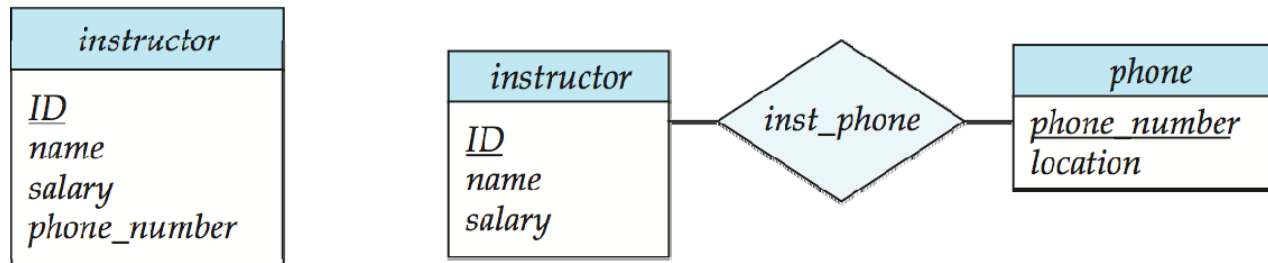 instructor
ID
name
salary
phone_number
instructor
ID
name
salary
inst_phone
phone
phone_number
location